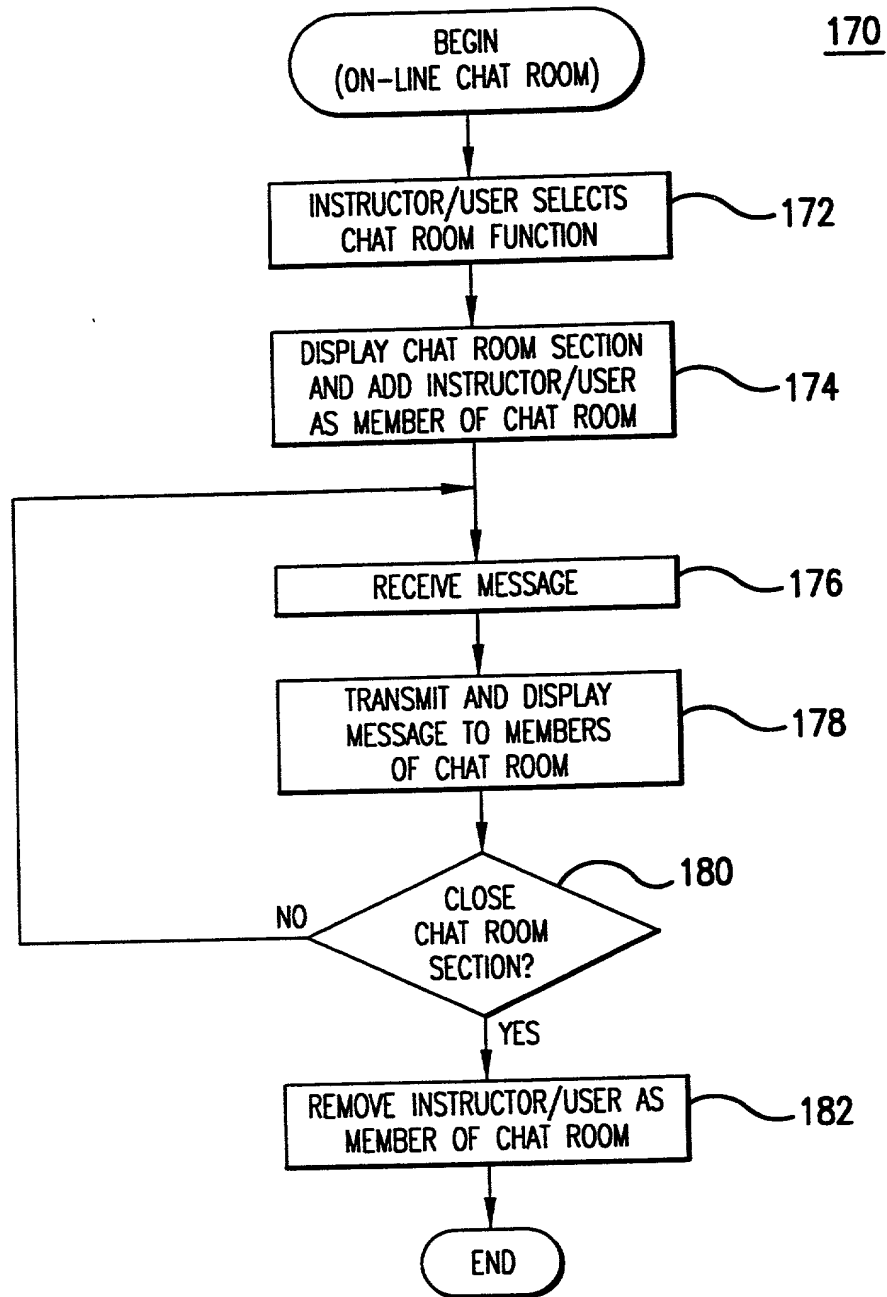 170
BEGIN
(ON-LINE CHAT ROOM)
INSTRUCTOR/USER SELECTS
CHAT ROOM FUNCTION
172
DISPLAY CHAT ROOM SECTION
AND ADD INSTRUCTOR/USER
AS MEMBER OF CHAT ROOM
174
RECEIVE MESSAGE
176
TRANSMIT AND DISPLAY
MESSAGE TO MEMBERS
OF CHAT ROOM
178
CLOSE
CHAT ROOM
SECTION?
180
NO
YES
REMOVE INSTRUCTOR/USER AS
MEMBER OF CHAT ROOM
182
END